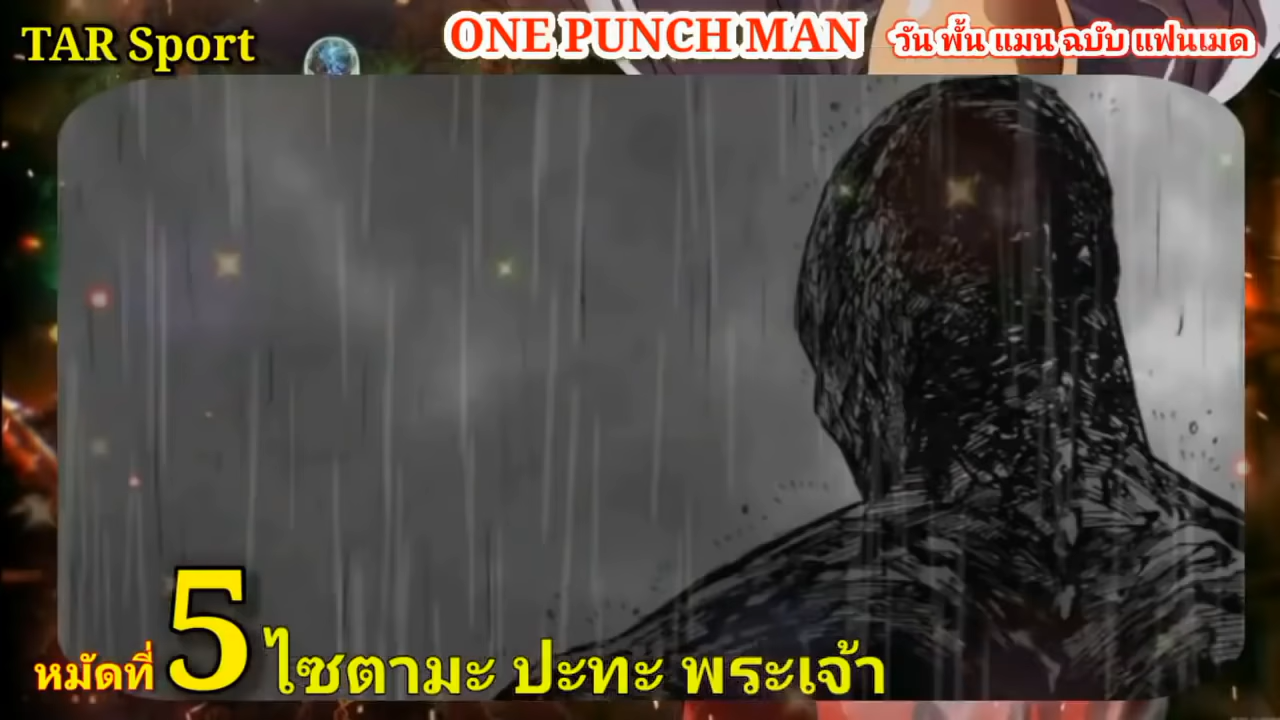 TAR Sport
ONE PUNCH MAN วัน พั้น แมน ฉบับ แฟนเมด
หมัดที่ 5 ไซตามะ ปะทะ พระเจ้า